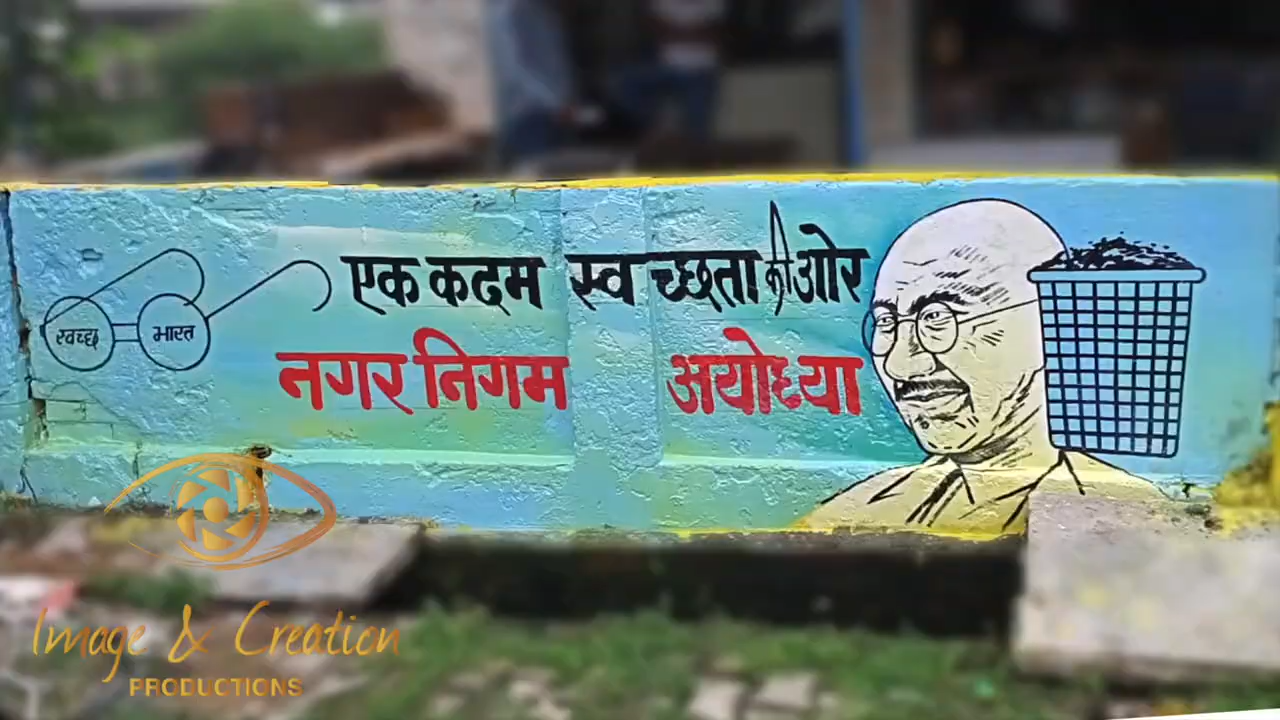 एक कदम स्वच्छता की ओर
स्वच्छ भारत
नगर निगम अयोध्या
Image & Creation
PRODUCTIONS